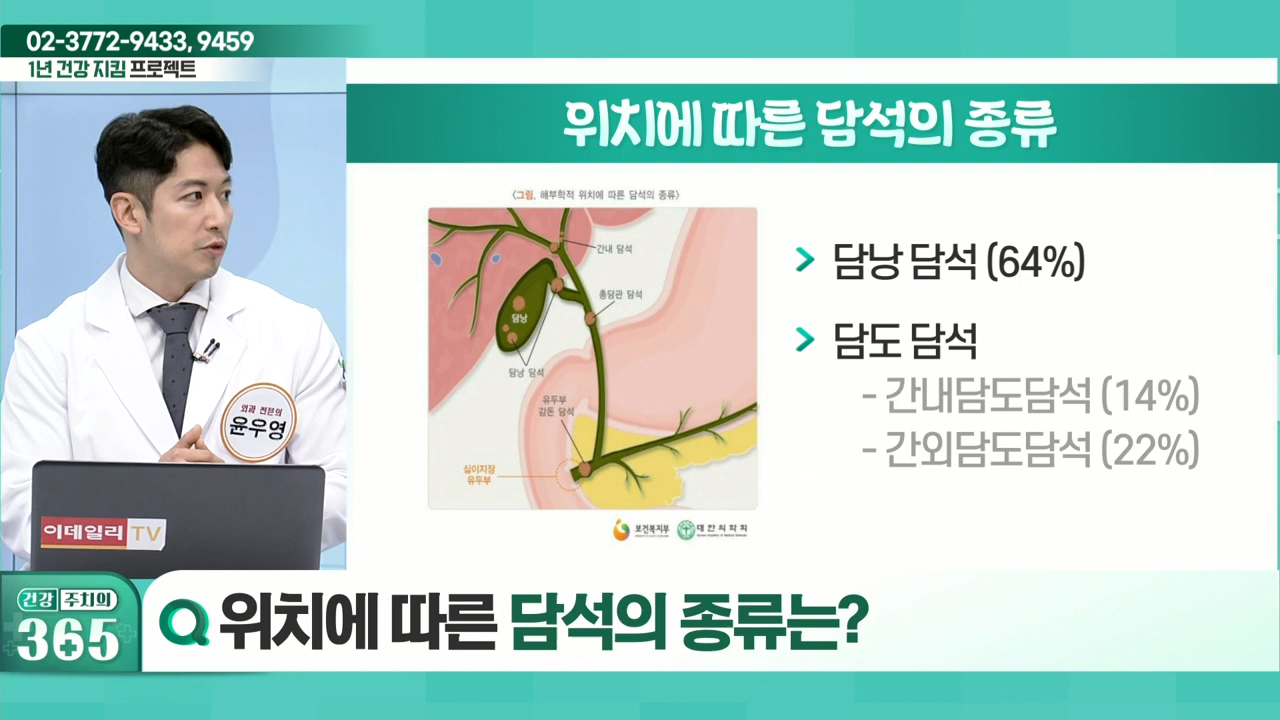 02-3772-9433, 9459
1년 건강 지킴 프로젝트
위치에 따른 담석의 종류
<그림. 해부학적 위치에 따른 담석의 종류>
간내 담석
총담관 담석
담낭
담낭 담석
유두부
감돈 담석
십이지장
유두부
보건복지부
대한의학회
담낭 담석 (64%)
담도 담석
- 간내담도담석 (14%)
- 간외담도담석 (22%)
외과 전문의
윤우영
이데일리 TV
건강 주치의
365
Q 위치에 따른 담석의 종류는?